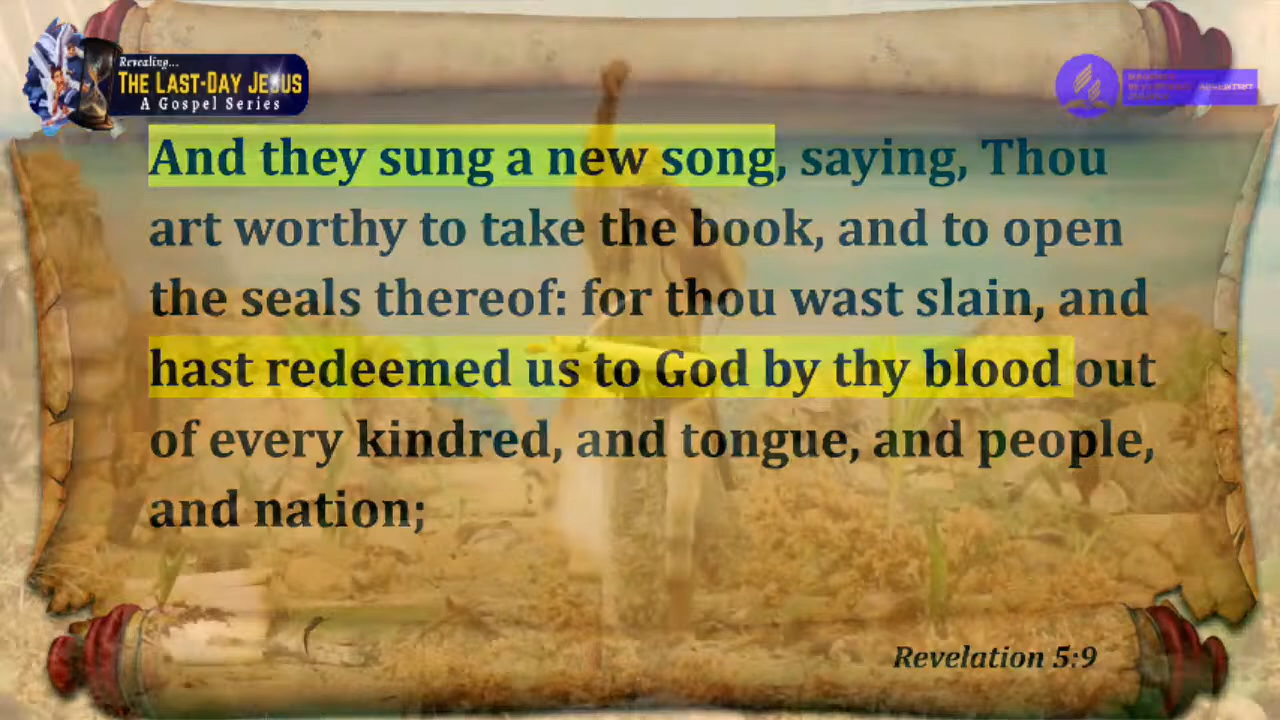 Revealing...
THE LAST-DAY JESUS
A Gospel Series
And they sung a new song, saying, Thou
art worthy to take the book, and to open
the seals thereof: for thou wast slain, and
hast redeemed us to God by thy blood out
of every kindred, and tongue, and people,
and nation;
Revelation 5:9